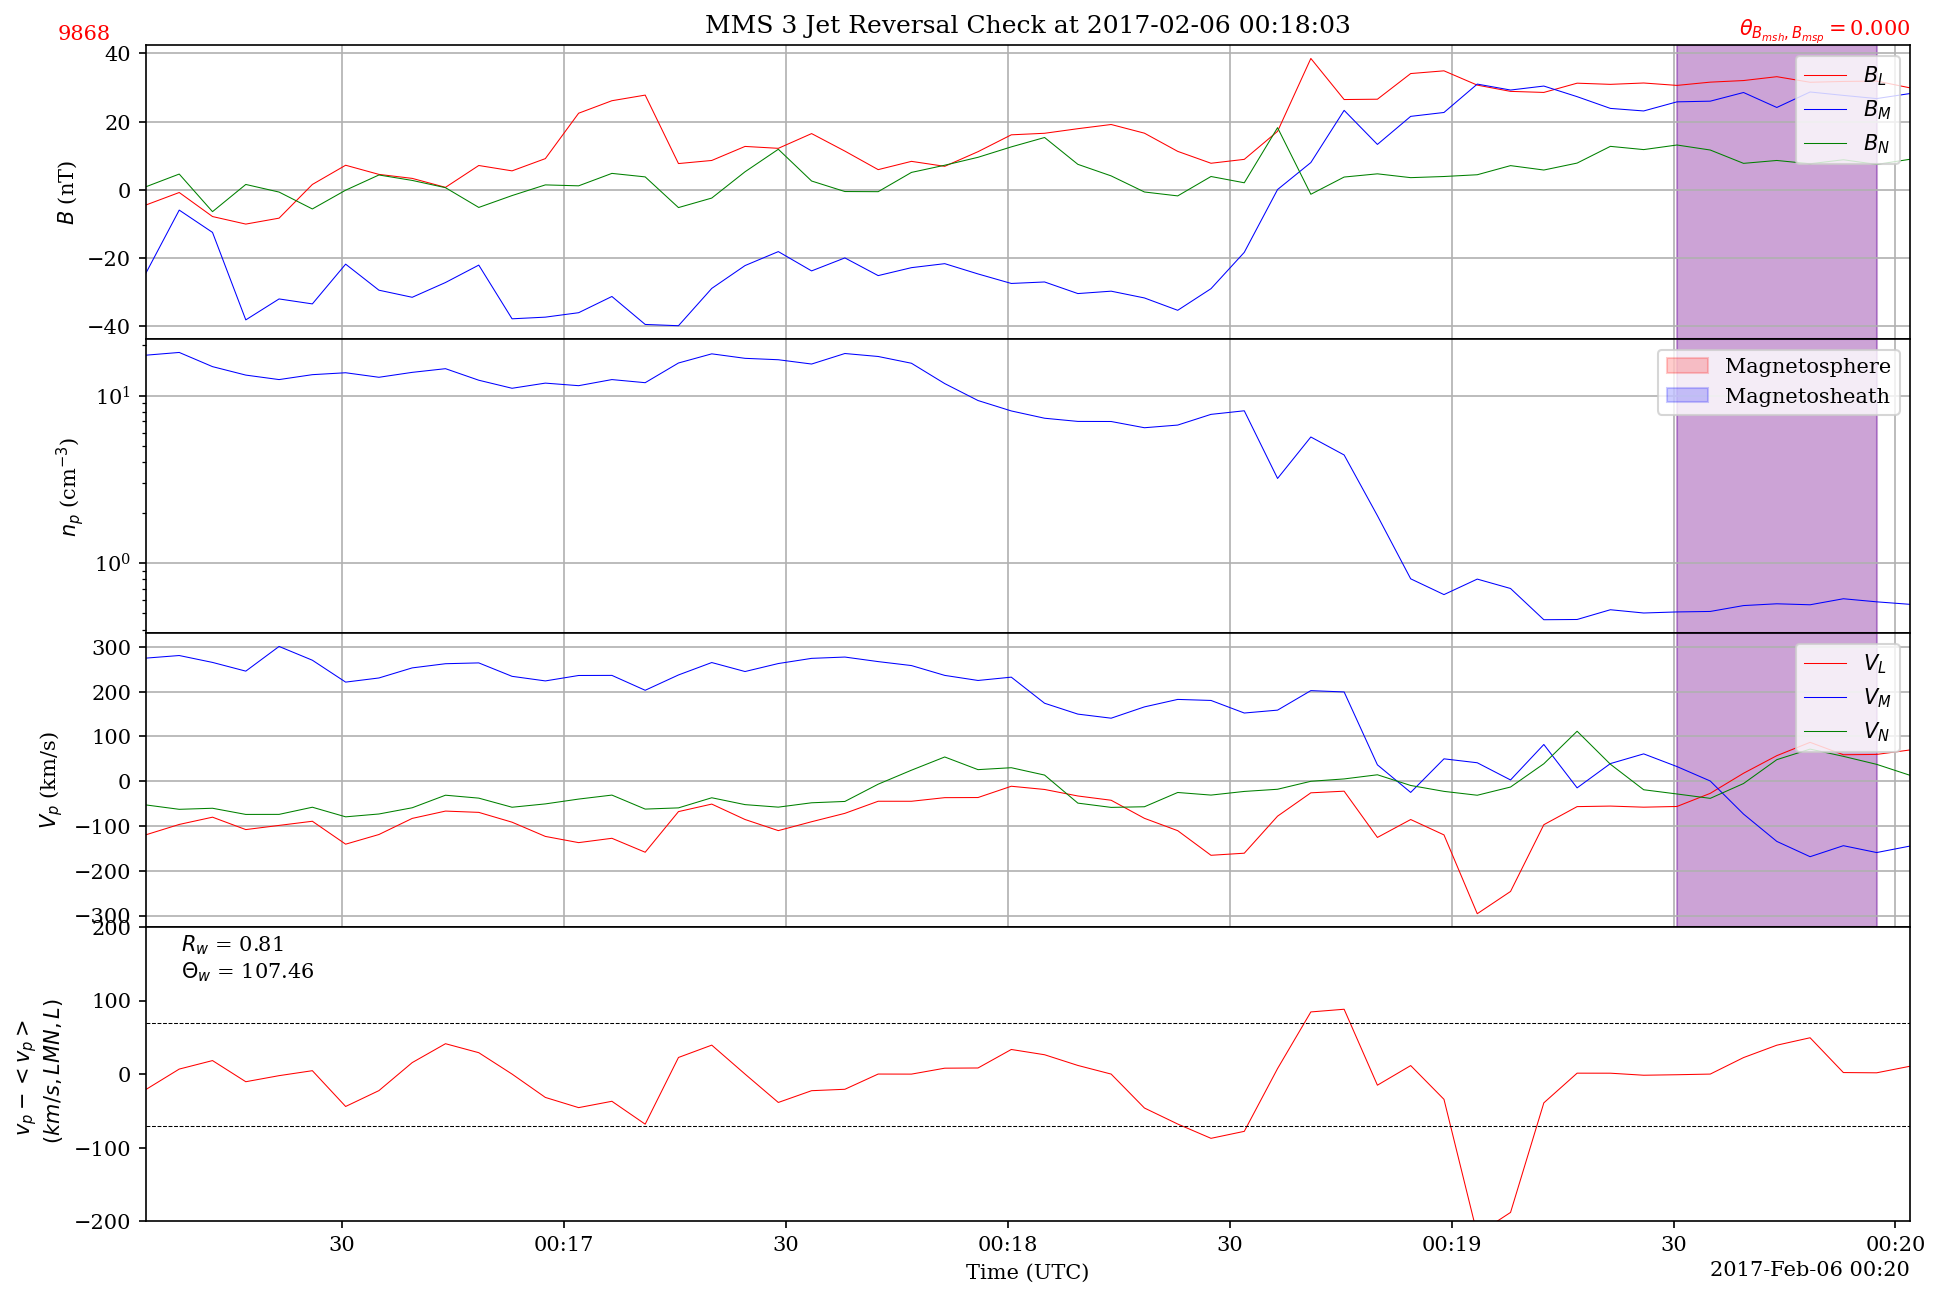 MMS 3 Jet Reversal Check at 2017-02-06 00:18:03
9868
θ_{B_{msh}, B_{msp}} = 0.000
40
20
0
−20
−40
B (nT)
B_L
B_M
B_N
10^1
10^0
n_p (cm^{−3})
Magnetosphere
Magnetosheath
300
200
100
0
−100
−200
−300
V_p (km/s)
V_L
V_M
V_N
200
100
0
−100
−200
v_p − < v_p >
(km/s, LMN, L)
R_w = 0.81
Θ_w = 107.46
30
00:17
30
00:18
30
00:19
30
00:20
Time (UTC)
2017-Feb-06 00:20